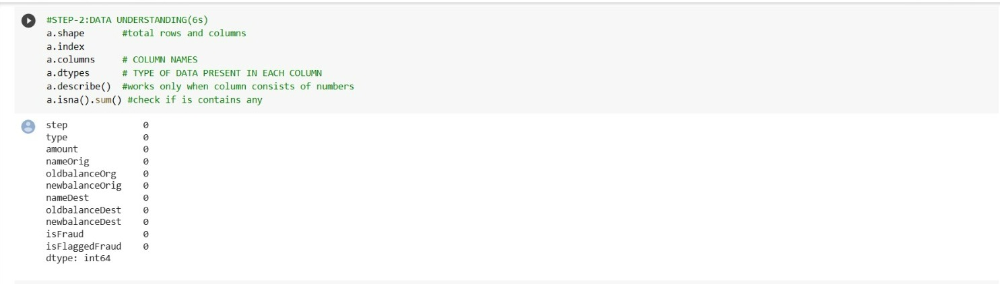 #STEP-2:DATA UNDERSTANDING(6s)
a.shape #total rows and columns
a.index
a.columns # COLUMN NAMES
a.dtypes # TYPE OF DATA PRESENT IN EACH COLUMN
a.describe() #works only when column consists of numbers
a.isna().sum() #check if is contains any
step 0
type 0
amount 0
nameOrig 0
oldbalanceOrg 0
newbalanceOrig 0
nameDest 0
oldbalanceDest 0
newbalanceDest 0
isFraud 0
isFlaggedFraud 0
dtype: int64